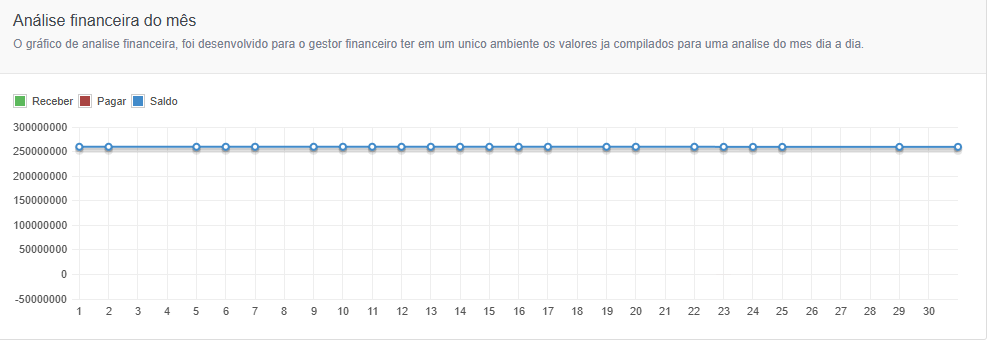 Análise financeira do mês
O gráfico de analise financeira, foi desenvolvido para o gestor financeiro ter em um unico ambiente os valores ja compilados para uma analise do mes dia a dia.
Receber Pagar Saldo
300000000
250000000
200000000
150000000
100000000
50000000
0
-50000000
1 2 3 4 5 6 7 8 9 10 11 12 13 14 15 16 17 18 19 20 21 22 23 24 25 26 27 28 29 30